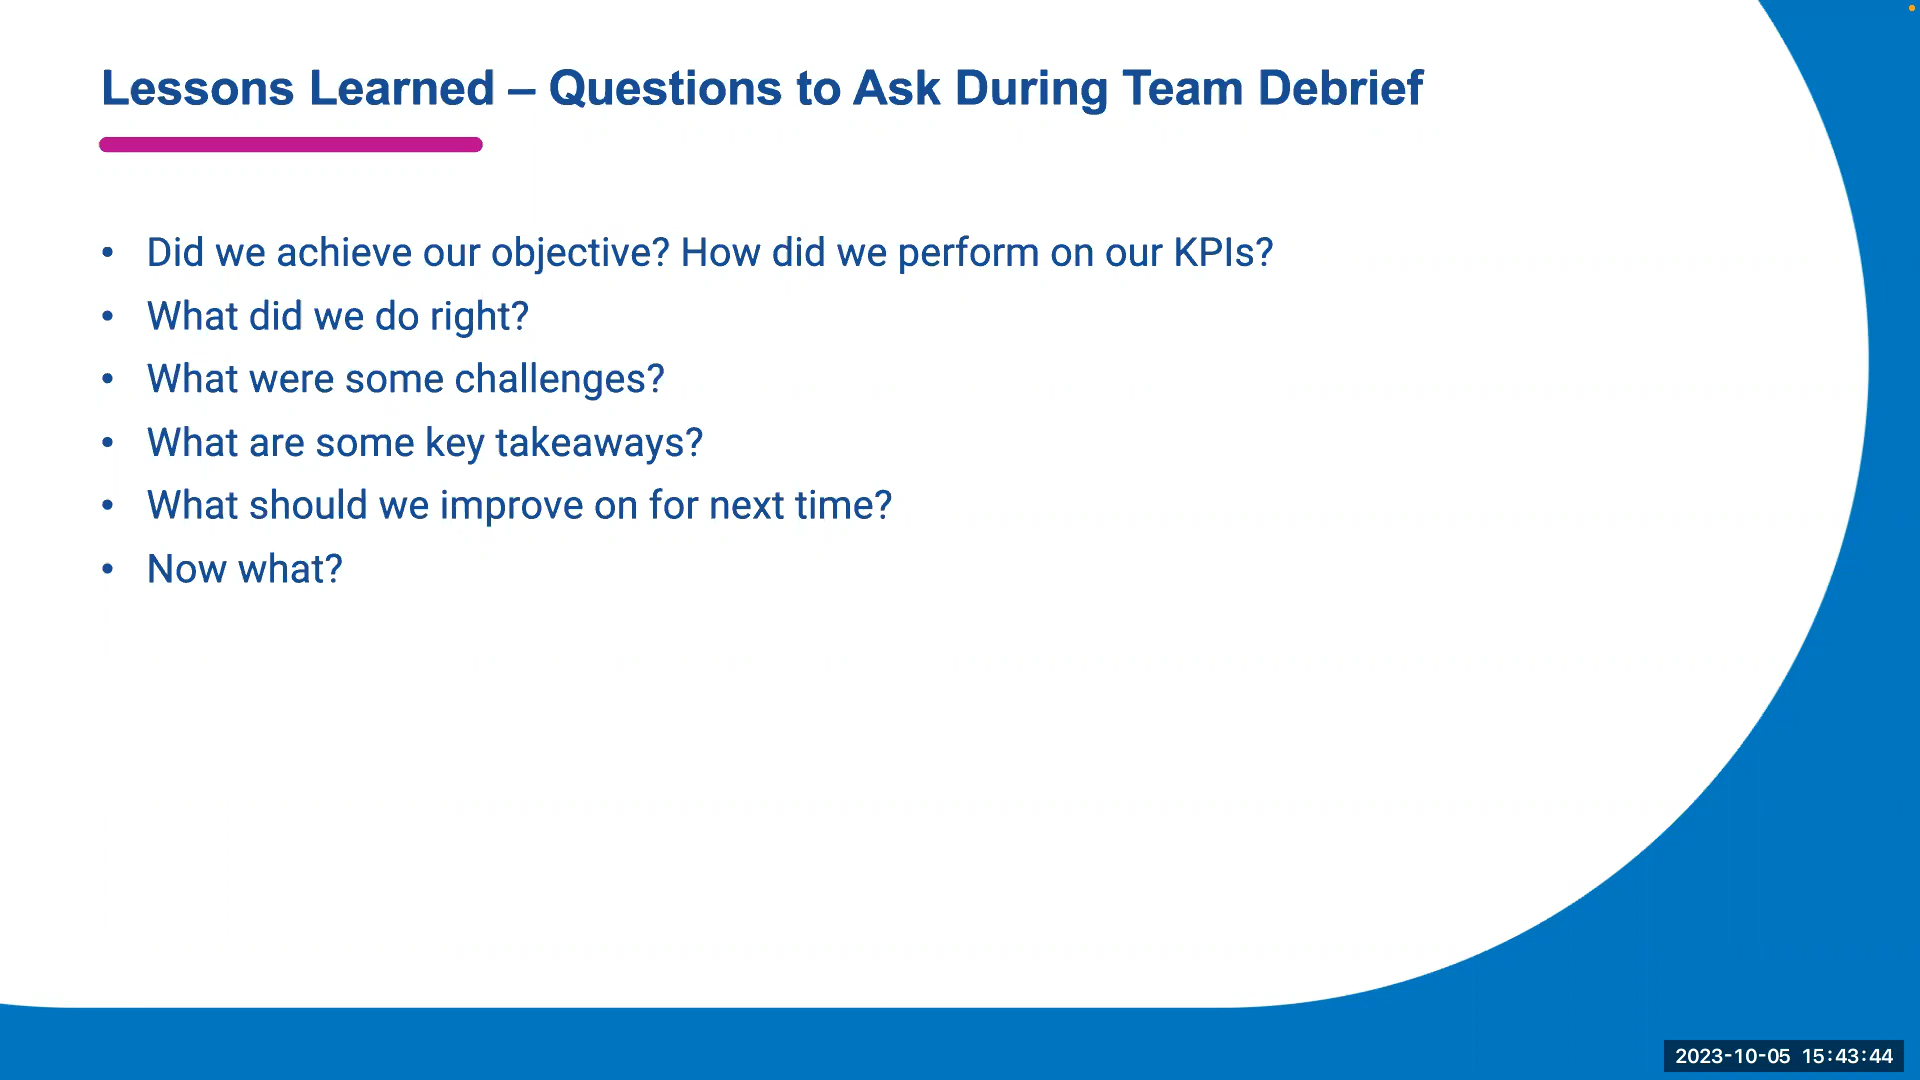 Lessons Learned – Questions to Ask During Team Debrief
• Did we achieve our objective? How did we perform on our KPIs?
• What did we do right?
• What were some challenges?
• What are some key takeaways?
• What should we improve on for next time?
• Now what?
2023-10-05 15:43:44